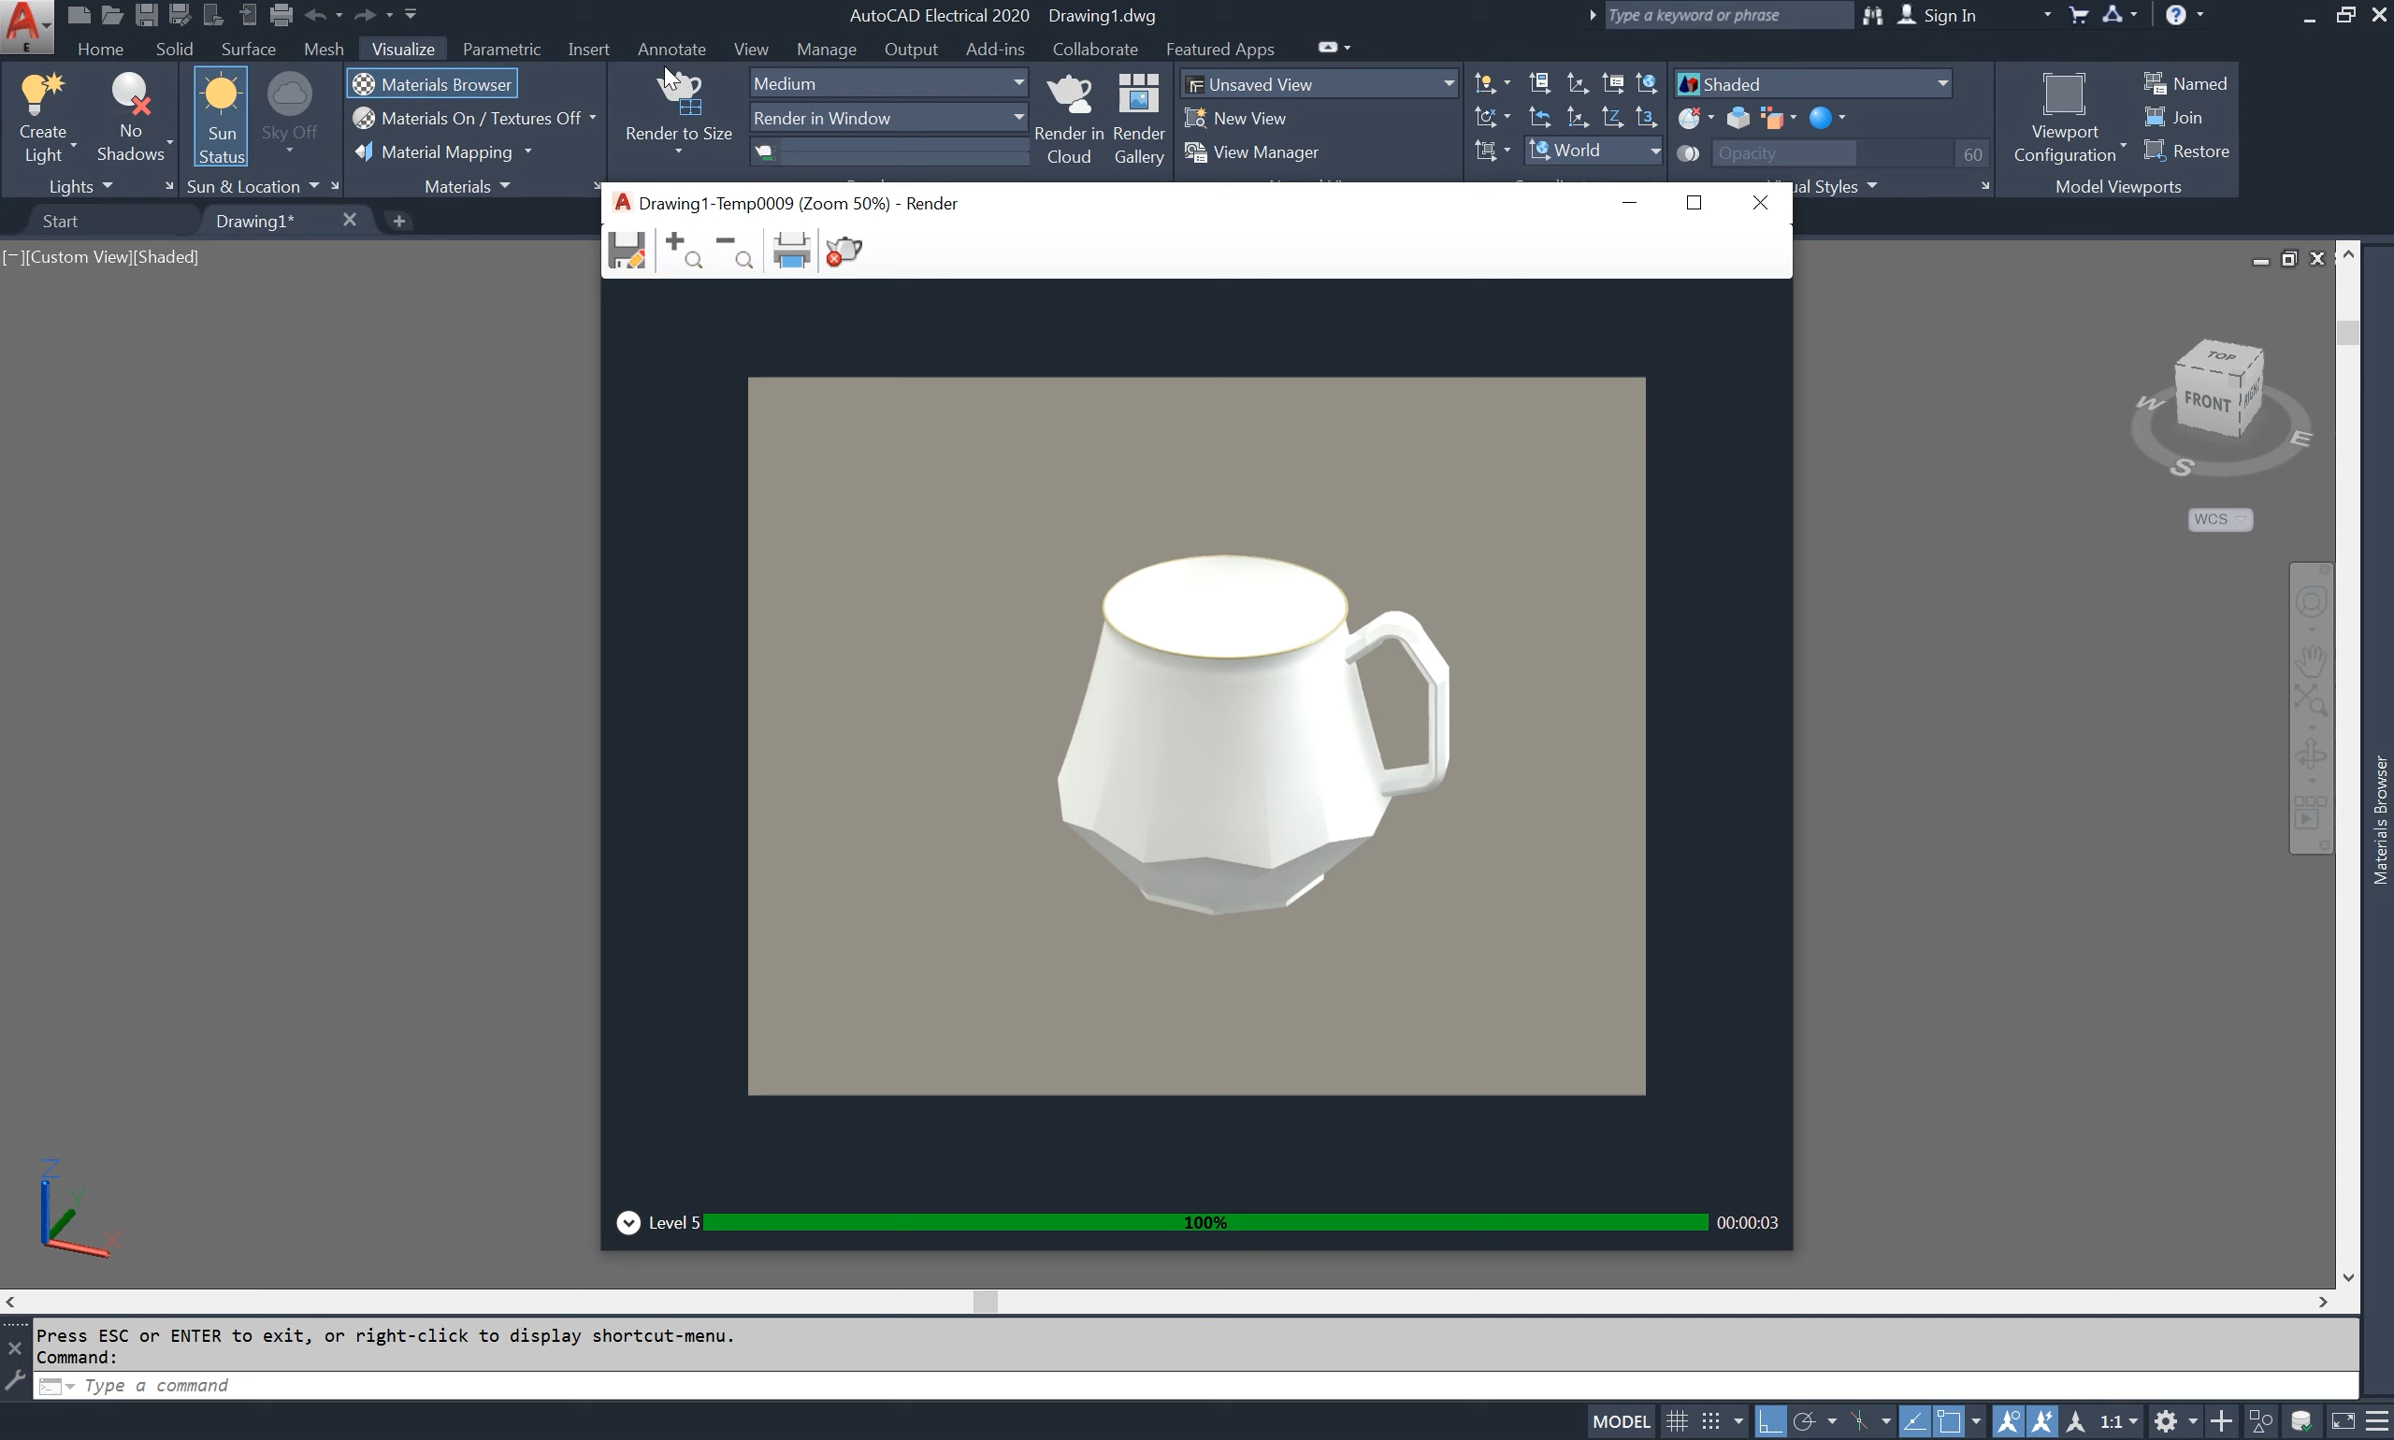 AutoCAD Electrical 2020 Drawing1.dwg
Type a keyword or phrase
Sign In
E
Home Solid Surface Mesh Visualize Parametric Insert Annotate View Manage Output Add-ins Collaborate Featured Apps
Create Light
No Shadows
Lights
Sun Status
Sky Off
Sun & Location
Materials Browser
Materials On / Textures Off
Material Mapping
Materials
Render to Size
Medium
Render in Window
Render in Cloud
Render Gallery
Unsaved View
New View
View Manager
World
Shaded
Opacity 60
ual Styles
Viewport Configuration
Named
Join
Restore
Model Viewports
Start Drawing1*
[−][Custom View][Shaded]
Drawing1-Temp0009 (Zoom 50%) - Render
TOP
FRONT
RIGHT
W
S
E
WCS
Materials Browser
Z
Y
X
Level 5 100% 00:00:03
Press ESC or ENTER to exit, or right-click to display shortcut-menu.
Command:
Type a command
MODEL 1:1